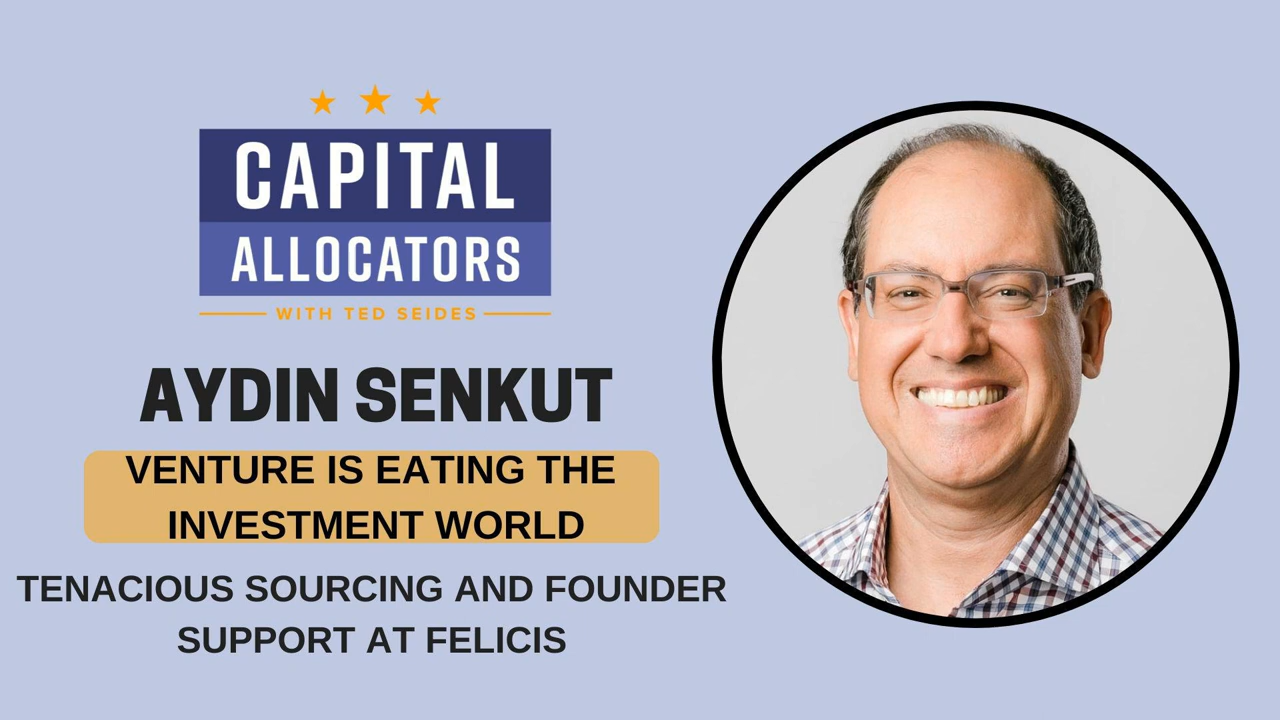 CAPITAL
ALLOCATORS
WITH TED SEIDES
AYDIN SENKUT
VENTURE IS EATING THE
INVESTMENT WORLD
TENACIOUS SOURCING AND FOUNDER
SUPPORT AT FELICIS